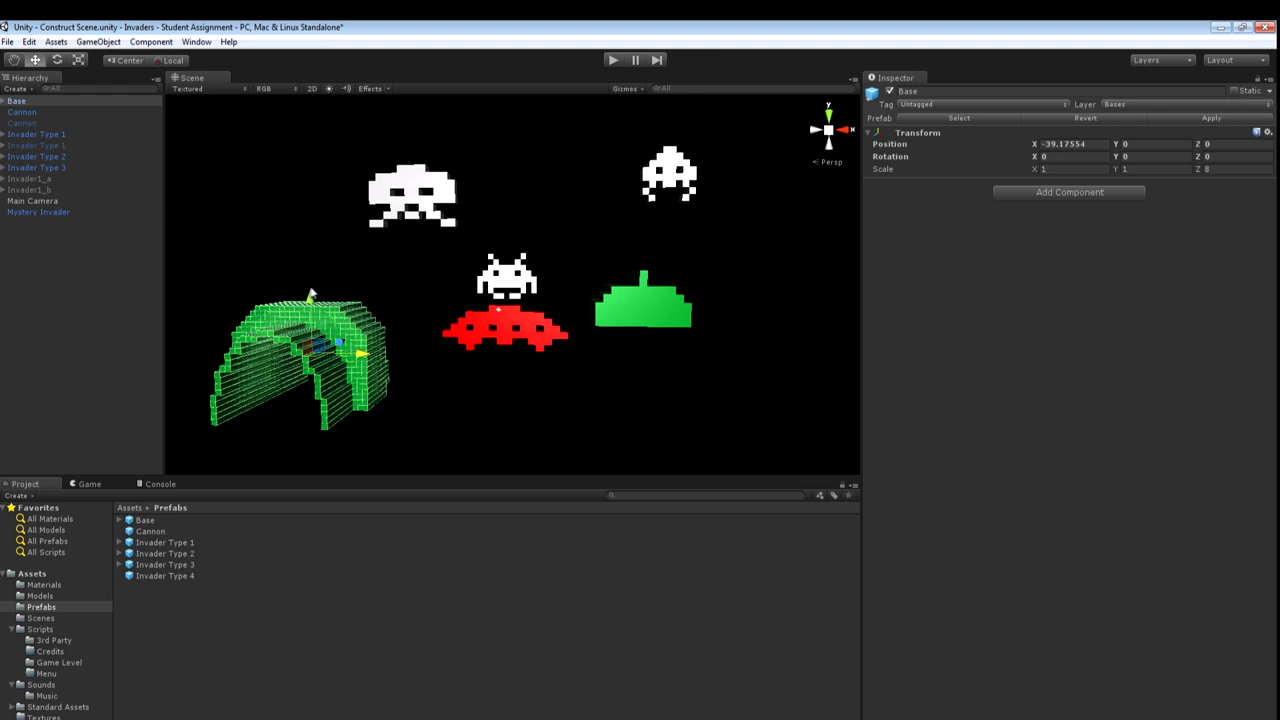 Unity - Construct Scene.unity - Invaders - Student Assignment - PC, Mac & Linux Standalone*
File Edit Assets GameObject Component Window Help
Center Local Layers Layout
Hierarchy
Create All
Base
Cannon
Cannon
Invader Type 1
Invader Type 1
Invader Type 2
Invader Type 3
Invader1_a
Invader1_b
Main Camera
Mystery Invader
Scene
Textured RGB 2D Effects Gizmos All
y
x
Persp
Inspector
Base Static
Tag Untagged Layer Bases
Prefab Select Revert Apply
Transform
Position X -39.17554 Y 0 Z 0
Rotation X 0 Y 0 Z 0
Scale X 1 Y 1 Z 8
Add Component
Project Game Console
Create
Favorites
All Materials
All Models
All Prefabs
All Scripts
Assets
Materials
Models
Prefabs
Scenes
Scripts
3rd Party
Credits
Game Level
Menu
Sounds
Music
Standard Assets
Textures
Assets Prefabs
Base
Cannon
Invader Type 1
Invader Type 2
Invader Type 3
Invader Type 4